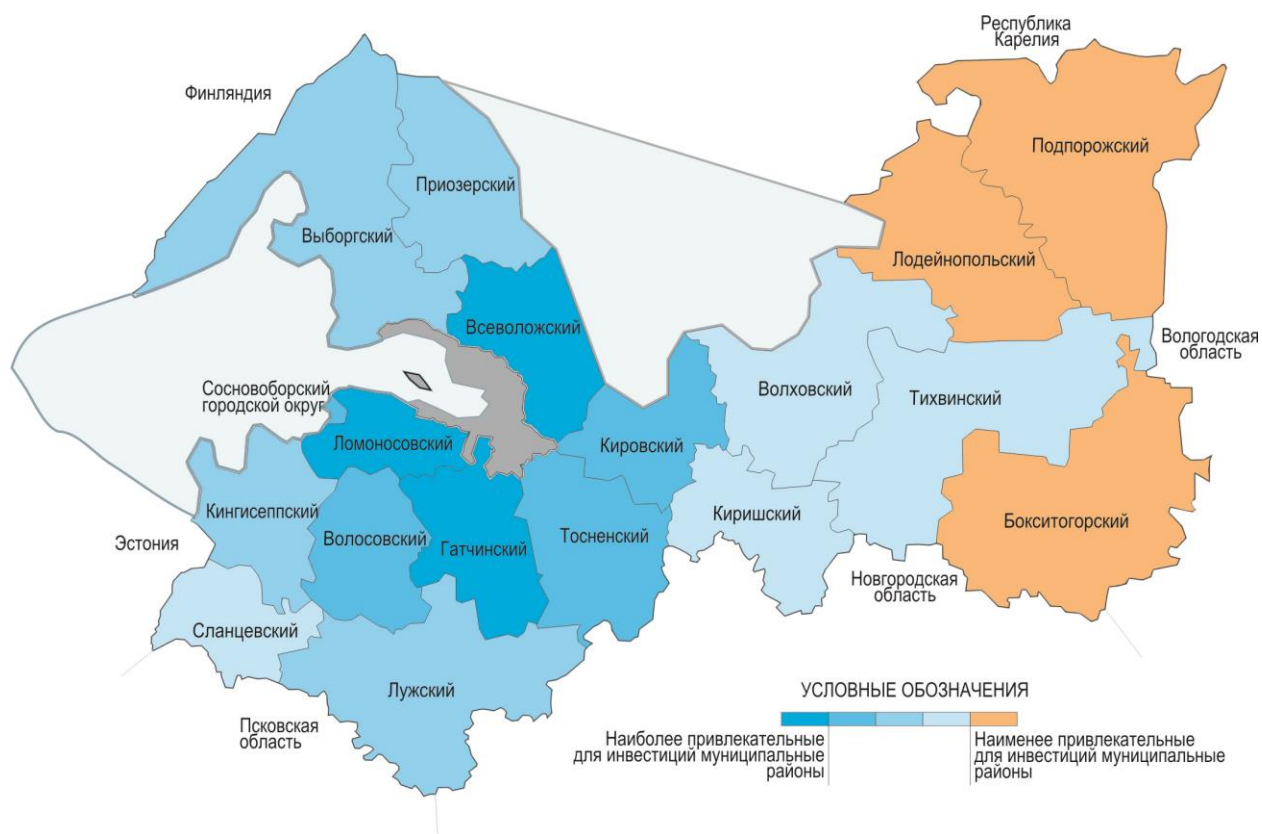 Республика
Карелия
Финляндия
Подпорожский
Приозерский
Выборгский
Лодейнопольский
Всеволожский
Вологодская
область
Сосновоборский
городской округ
Волховский
Тихвинский
Ломоносовский
Кировский
Кингисеппский
Волосовский
Гатчинский
Тосненский
Киришский
Бокситогорский
Эстония
Новгородская
область
Сланцевский
Лужский
Псковская
область
УСЛОВНЫЕ ОБОЗНАЧЕНИЯ
Наиболее привлекательные
для инвестиций муниципальные
районы
Наименее привлекательные
для инвестиций муниципальные
районы